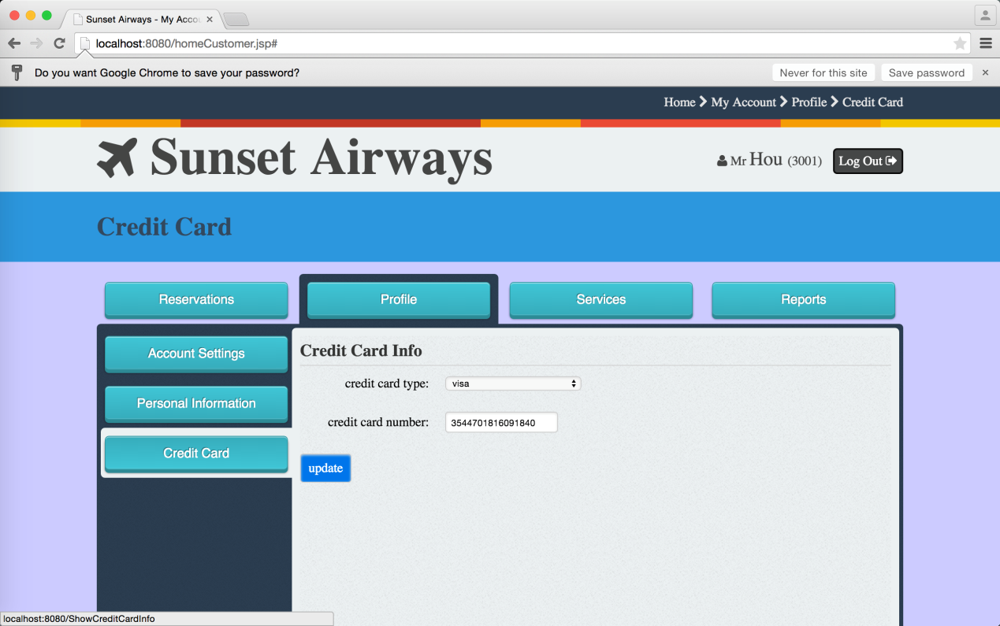 Sunset Airways - My Accou
localhost:8080/homeCustomer.jsp#
Do you want Google Chrome to save your password? Never for this site Save password
Home My Account Profile Credit Card
Sunset Airways
Mr Hou (3001) Log Out
Credit Card
Reservations Profile Services Reports
Account Settings
Personal Information
Credit Card
Credit Card Info
credit card type: visa
credit card number: 3544701816091840
update
localhost:8080/ShowCreditCardInfo